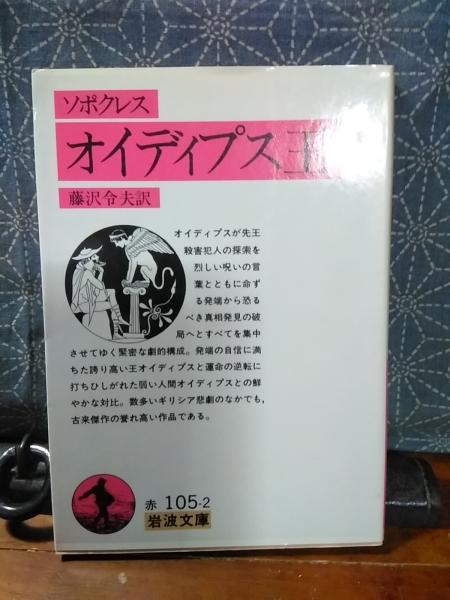 ソポクレス
オイディプス王
藤沢令夫訳
オイディプスが先王
殺害犯人の探索を
烈しい呪いの言
葉とともに命ず
る発端から恐る
べき真相発見の破
局へとすべてを集中
させてゆく緊密な劇的構成。発端の自信に満
ちた誇り高い王オイディプスと運命の逆転に
打ちひしがれた弱い人間オイディプスとの鮮
やかな対比。数多いギリシア悲劇のなかでも、
古来傑作の誉れ高い作品である。
赤 105-2
岩波文庫